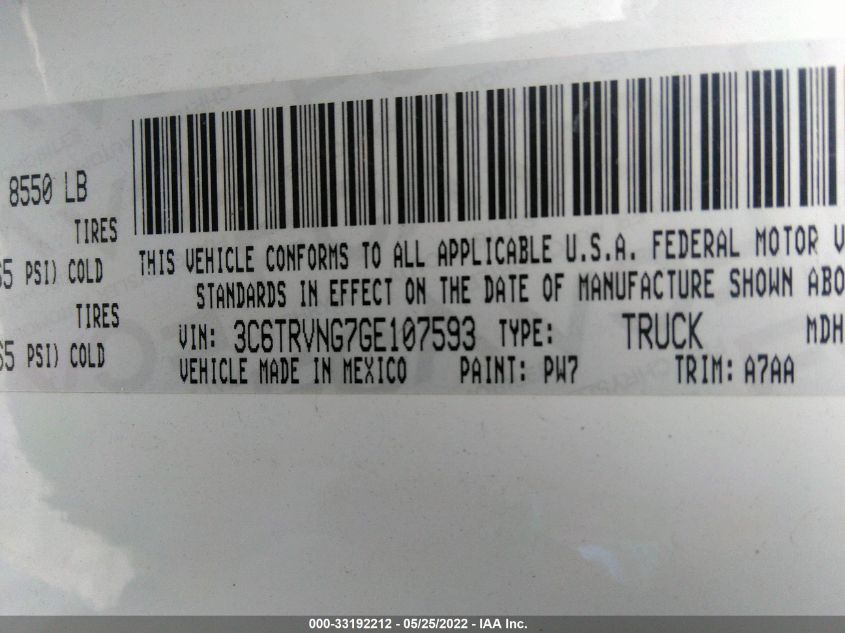 8550 LB
TIRES
65 PSI) COLD
TIRES
65 PSI) COLD
THIS VEHICLE CONFORMS TO ALL APPLICABLE U.S.A. FEDERAL MOTOR V
STANDARDS IN EFFECT ON THE DATE OF MANUFACTURE SHOWN ABO
VIN: 3C6TRVNG7GE107593 TYPE: TRUCK MDH
VEHICLE MADE IN MEXICO PAINT: PW7 TRIM: A7AA
000-33192212 - 05/25/2022 - IAA Inc.